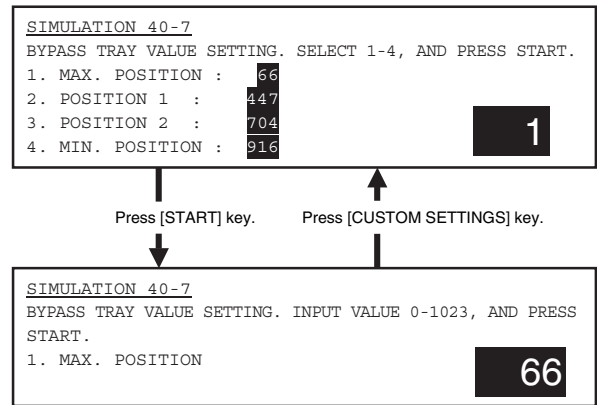 SIMULATION 40-7
BYPASS TRAY VALUE SETTING. SELECT 1-4, AND PRESS START.
1. MAX. POSITION : 66
2. POSITION 1 : 447
3. POSITION 2 : 704
4. MIN. POSITION : 916
1
Press [START] key. Press [CUSTOM SETTINGS] key.
SIMULATION 40-7
BYPASS TRAY VALUE SETTING. INPUT VALUE 0-1023, AND PRESS
START.
1. MAX. POSITION
66